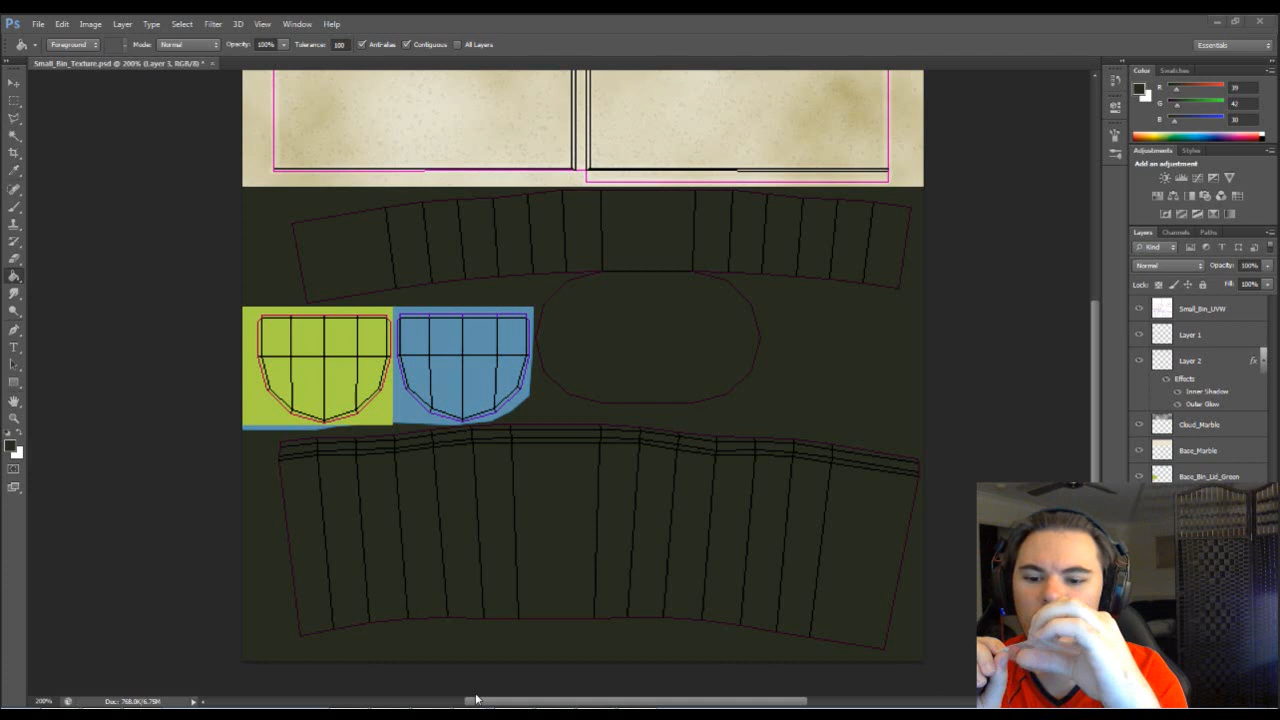 Ps File Edit Image Layer Type Select Filter 3D View Window Help
Foreground Mode: Normal Opacity: 100% Tolerance: 100 Anti-alias Contiguous All Layers Essentials
Small_Bin_Texture.psd @ 200% (Layer 3, RGB/8) * ×
Color Swatches
R 39
G 42
B 30
Adjustments Styles
Add an adjustment
Layers Channels Paths
Kind
Normal Opacity: 100%
Lock: Fill: 100%
Small_Bin_UVW
Layer 1
Layer 2 fx
Effects
Inner Shadow
Outer Glow
Cloud_Marble
Base_Marble
Base_Bin_Lid_Green
200% Doc: 768.0K/6.75M